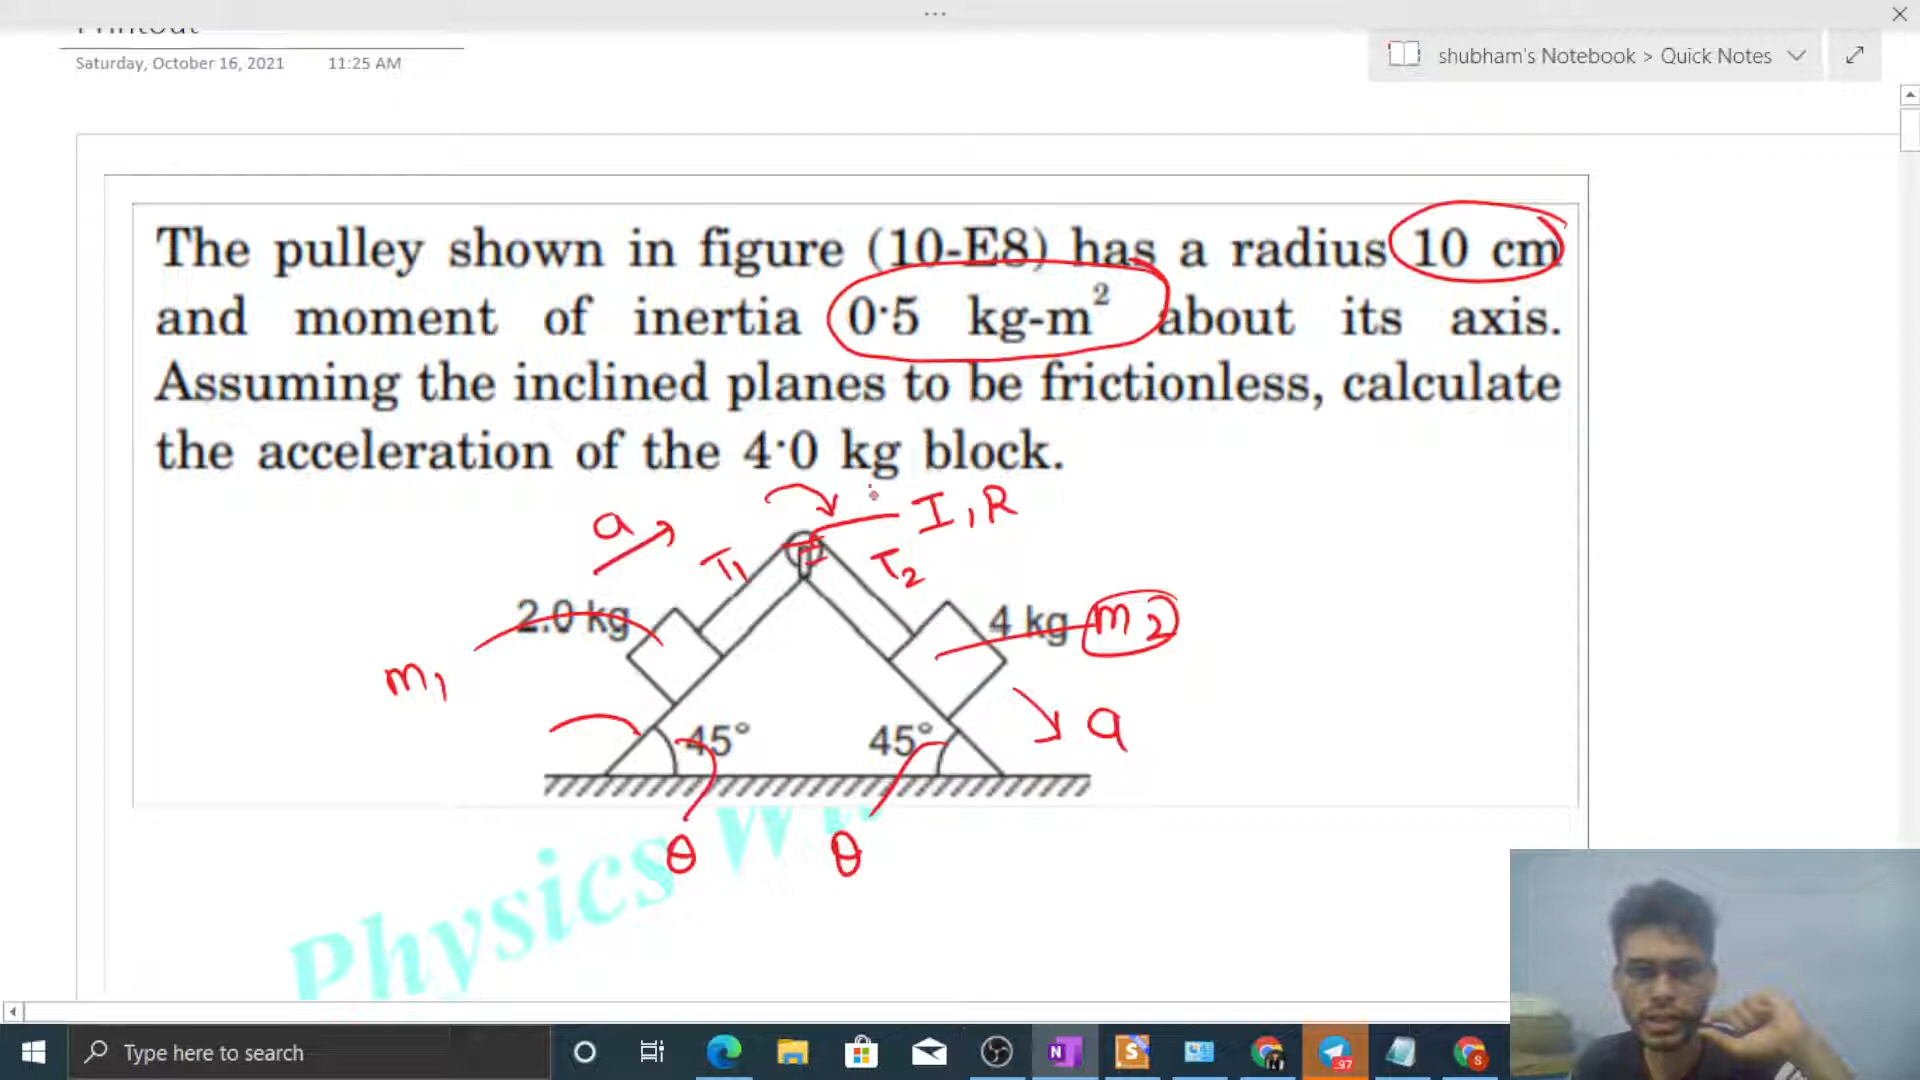 Printout
Saturday, October 16, 2021 11:25 AM
shubham's Notebook > Quick Notes
The pulley shown in figure (10-E8) has a radius 10 cm
and moment of inertia 0·5 kg-m² about its axis.
Assuming the inclined planes to be frictionless, calculate
the acceleration of the 4·0 kg block.
a
I, R
T₁
T₂
2.0 kg
4 kg
m₂
m₁
a
45°
45°
θ
θ
Physics W
Type here to search
97